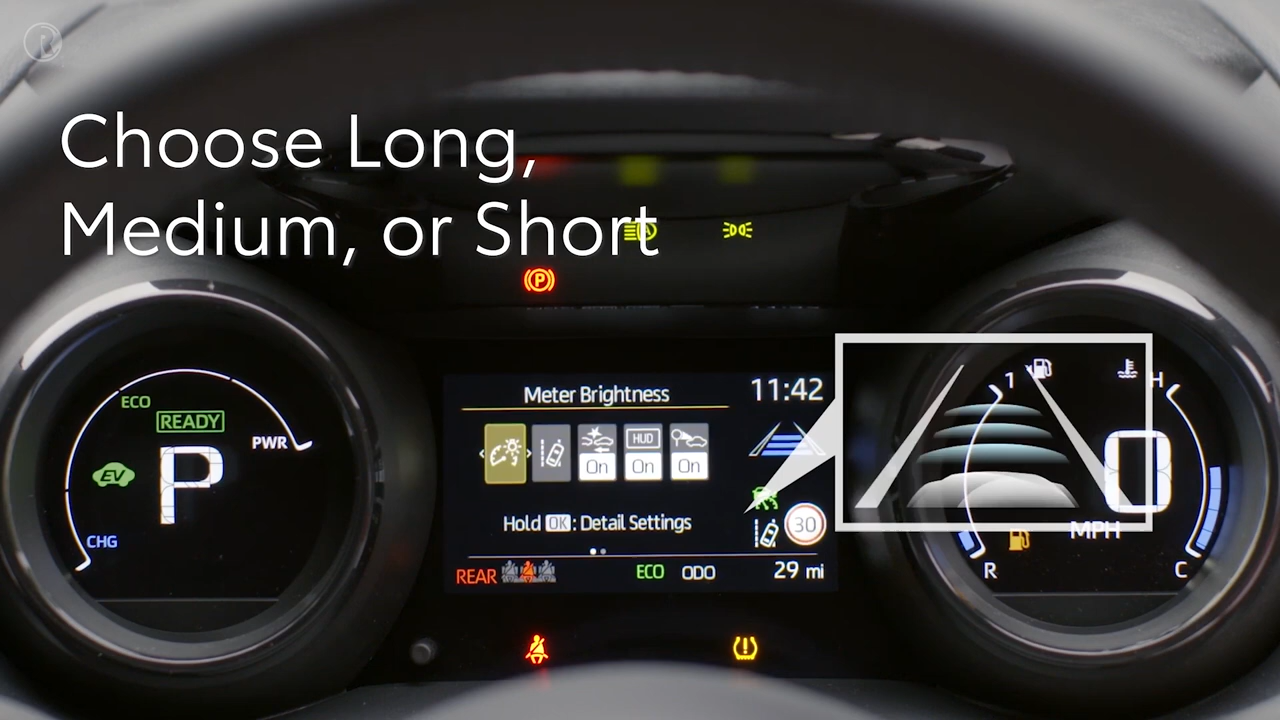 Choose Long,
Medium, or Short
ECO
READY
PWR
P
EV
CHG
Meter Brightness
11:42
HUD
On
On
On
Hold OK : Detail Settings
30
REAR
ECO
ODO
29 mi
1
H
0
MPH
R
C